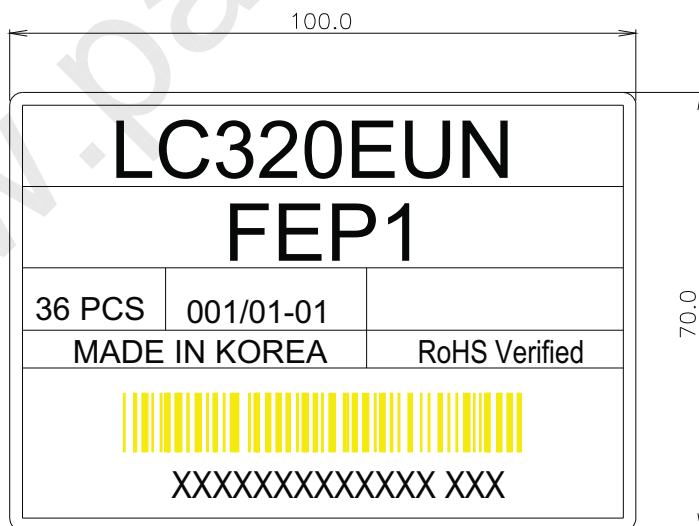 100.0
LC320EUN
FEP1
36 PCS 001/01-01
MADE IN KOREA RoHS Verified
70.0
XXXXXXXXXXXXX XXX